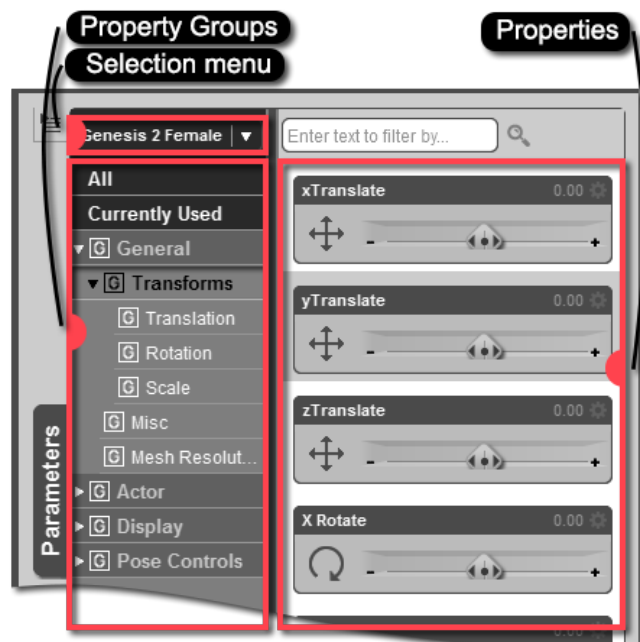 Property Groups
Properties
Selection menu
Genesis 2 Female
Enter text to filter by...
All
Currently Used
G General
G Transforms
G Translation
G Rotation
G Scale
G Misc
G Mesh Resolut...
G Actor
G Display
G Pose Controls
Parameters
xTranslate 0.00
- +
yTranslate 0.00
- +
zTranslate 0.00
- +
X Rotate 0.00
- +
0.00